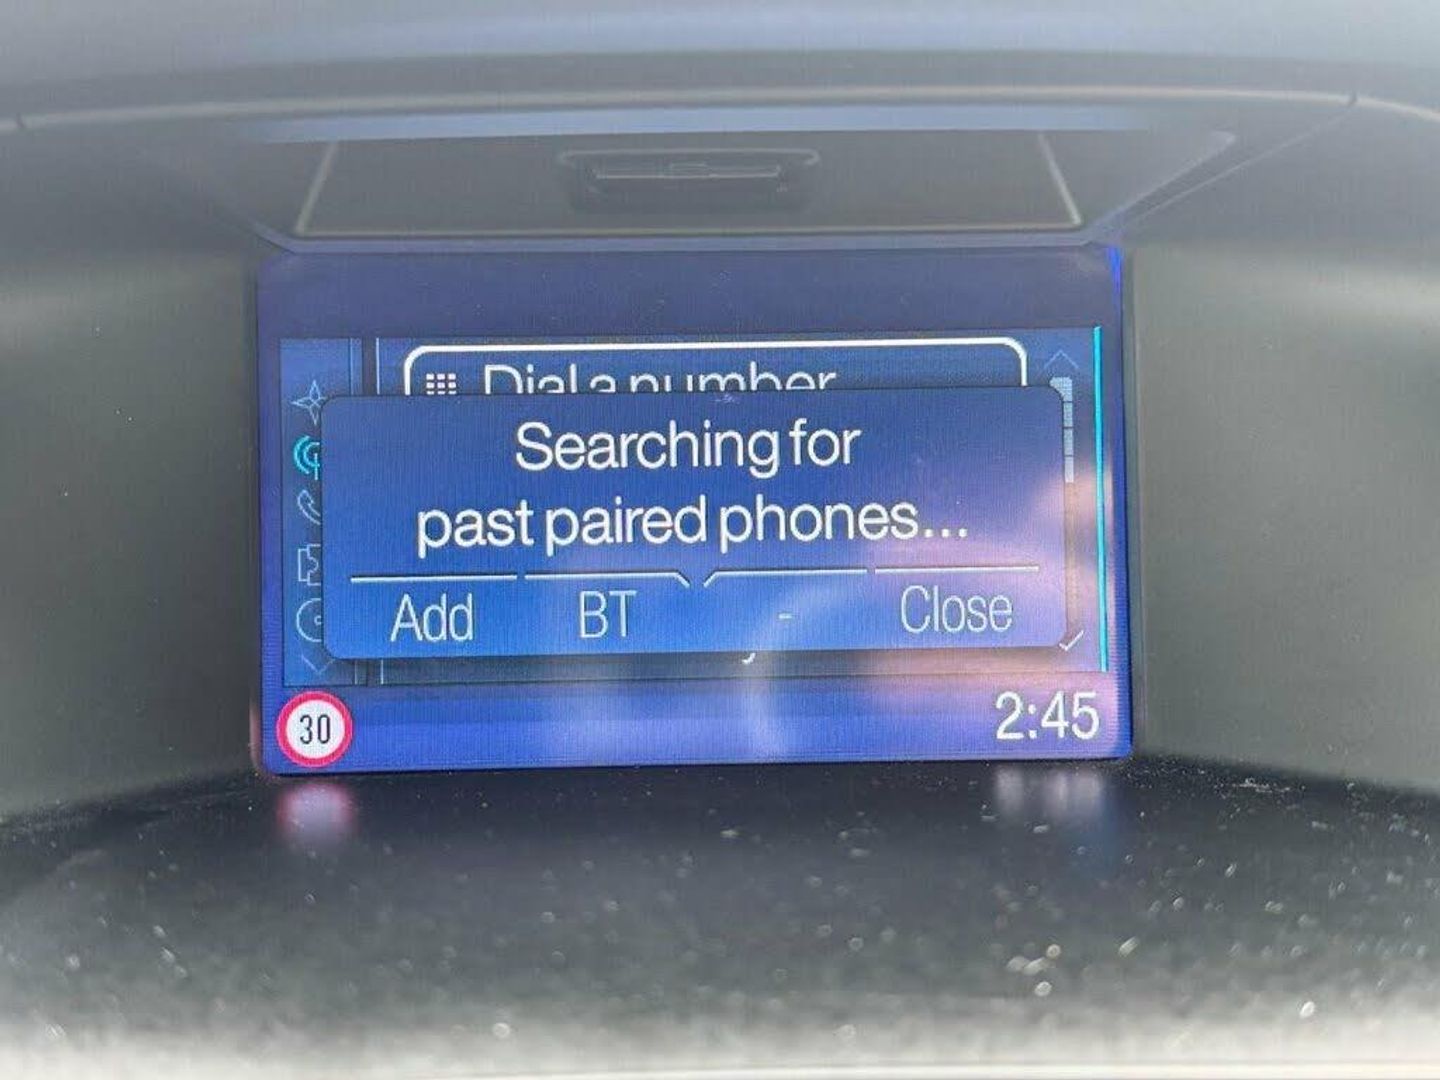 Dial a number
Searching for
past paired phones...
Add BT - Close
30
2:45